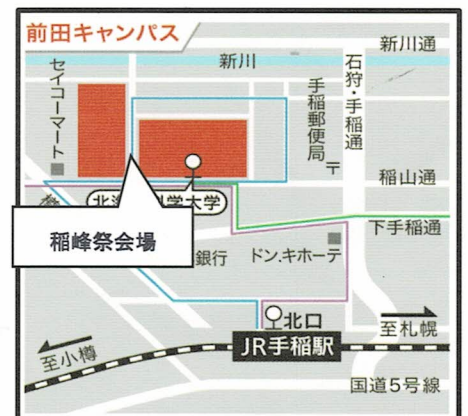 前田キャンパス
新川通
新川
セイコーマート
石狩・手稲通
手稲郵便局
〒
稲山通
北海 科学大学
下手稲通
稲峰祭会場
銀行
ドン.キホーテ
北口
至札幌
JR手稲駅
至小樽
国道5号線